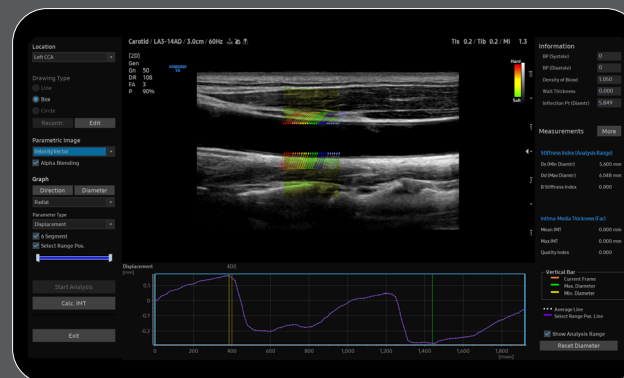 Carotid / LA3-14AD / 3.0cm / 60Hz
TIs 0.2 / TIb 0.2 / MI 1.3
Location
Left CCA
Drawing Type
Line
Box
Circle
Reconfir.
Edit
Parametric Image
Velocity Vector
Alpha Blending
Graph
Direction
Diameter
Radial
Parameter Type
Displacement
6 Segment
Select Range Pos.
Start Analysis
Calc. IMT
Exit
[2D]
Gn 50
DR 108
FA 3
P 90%
SAMSUNG
Hard
Soft
Displacement
[mm]
400
0.1
0
0.1
0.2
0
200
400
600
800
1,000
1,200
1,400
1,600
1,800
[msec]
Information
BP (Systole) 0
BP (Diastole) 0
Density of Blood 1.050
Wall Thickness 0.000
Inflection Pt (Diamtr) 5.849
Measurements
More
Stiffness Index (Analysis Range)
Ds (Min Diamtr) 5.600 mm
Dd (Max Diamtr) 6.048 mm
B Stiffness Index 0.000
Intima-Media Thickness (Far)
Mean IMT 0.000 mm
Max IMT 0.000 mm
Quality Index 0.000
Vertical Bar
Current Frame
Max. Diameter
Min. Diameter
Average Line
Select Range Pos. Line
Show Analysis Range
Reset Diameter